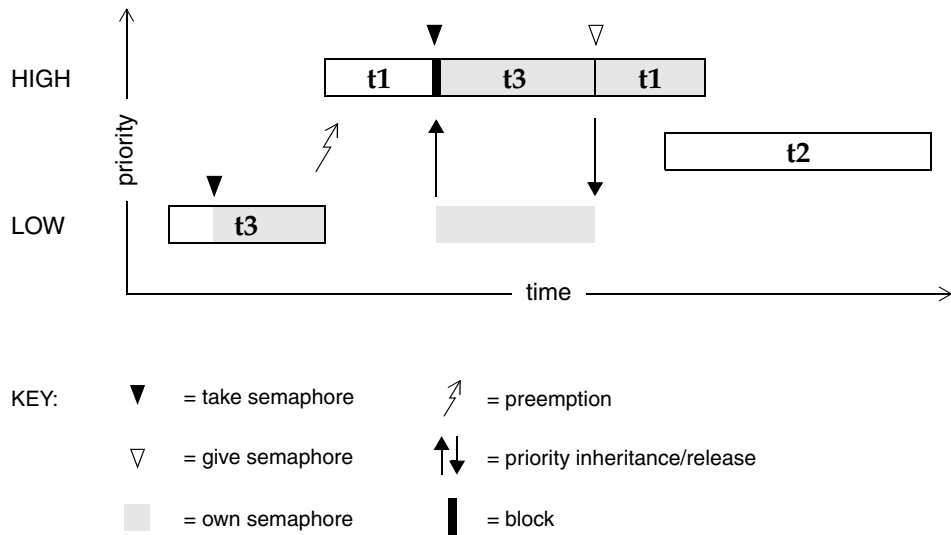 HIGH
t1
t3
t1
priority
t2
LOW
t3
time
KEY:
= take semaphore
= preemption
= give semaphore
= priority inheritance/release
= own semaphore
= block